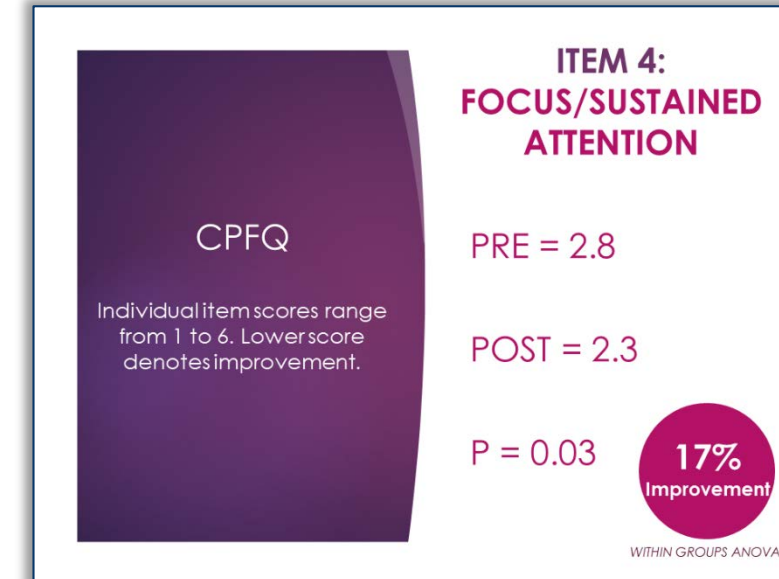 CPFQ
Individual item scores range
from 1 to 6. Lower score
denotes improvement.
ITEM 4:
FOCUS/SUSTAINED
ATTENTION
PRE = 2.8
POST = 2.3
P = 0.03
17%
Improvement
WITHIN GROUPS ANOVA